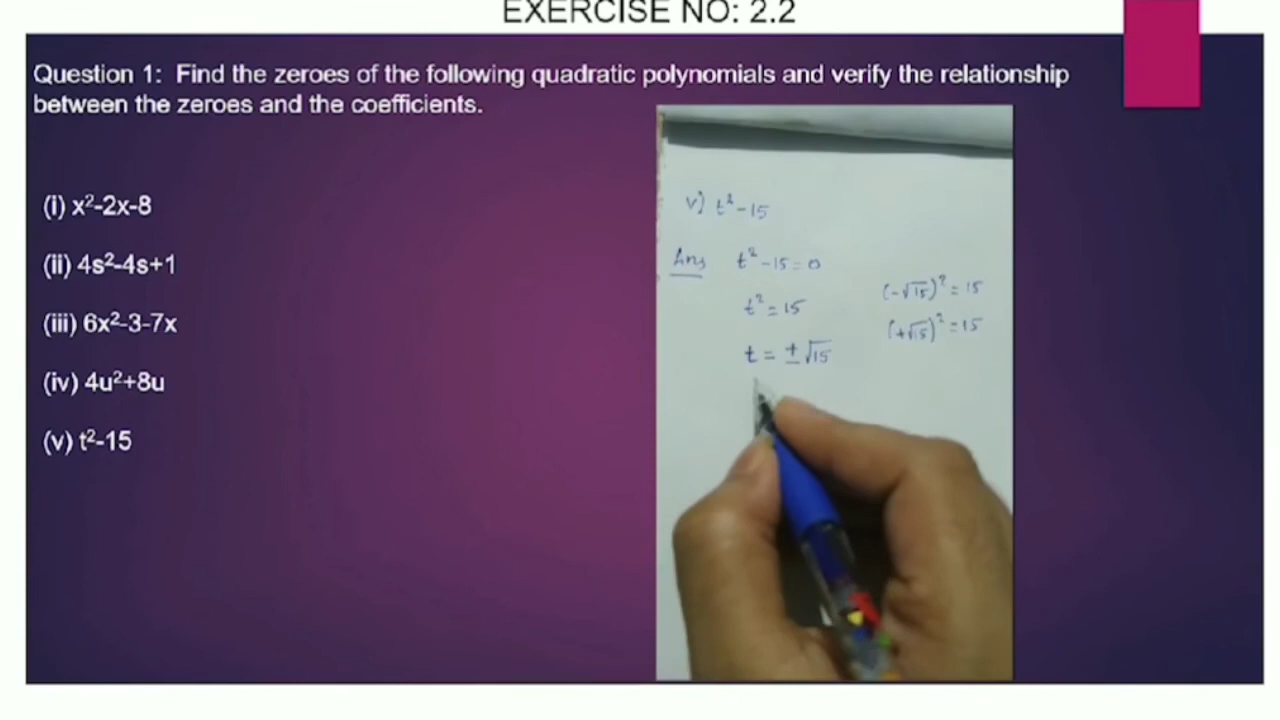 EXERCISE NO: 2.2
Question 1: Find the zeroes of the following quadratic polynomials and verify the relationship
between the zeroes and the coefficients.
(i) x²-2x-8
(ii) 4s²-4s+1
(iii) 6x²-3-7x
(iv) 4u²+8u
(v) t²-15
v) t²-15
Ans t²-15=0
t²=15
t=±√15
(-√15)²=15
(+√15)²=15